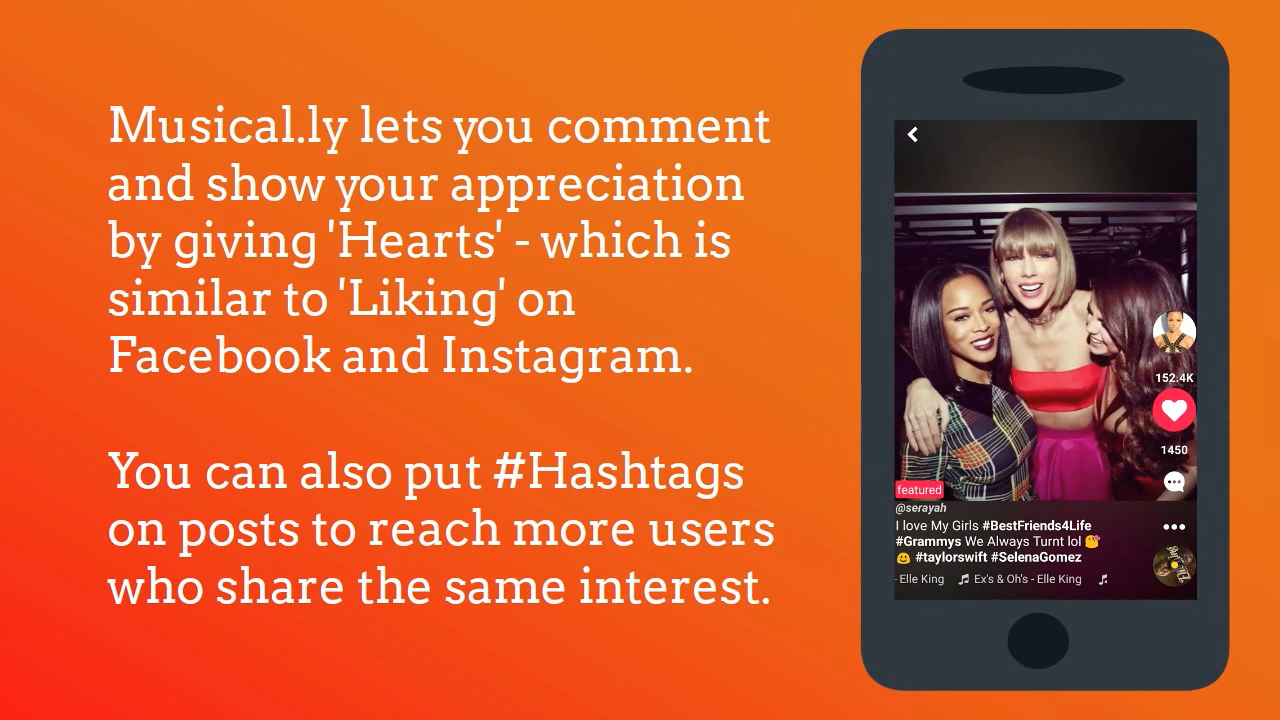 Musical.ly lets you comment
and show your appreciation
by giving 'Hearts' - which is
similar to 'Liking' on
Facebook and Instagram.
You can also put #Hashtags
on posts to reach more users
who share the same interest.
152.4K
1450
featured
@serayah
I love My Girls #BestFriends4Life
#Grammys We Always Turnt lol 😍
😀 #taylorswift #SelenaGomez
- Elle King 🎵 Ex's & Oh's - Elle King 🎵